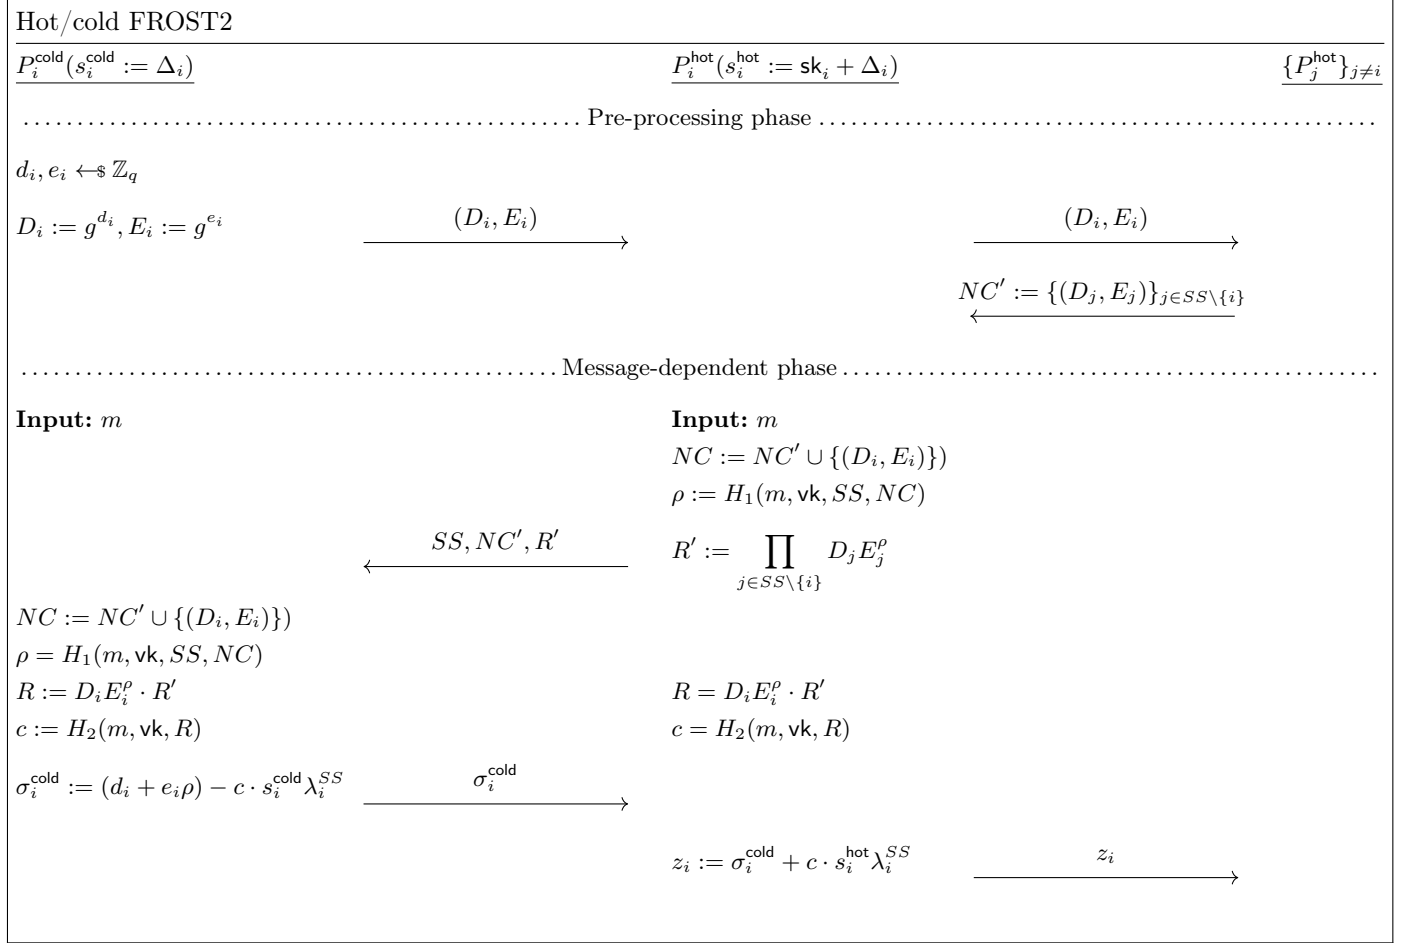 Hot/cold FROST2
P_i^cold(s_i^cold := Δ_i) P_i^hot(s_i^hot := sk_i + Δ_i) {P_j^hot}_{j≠i}
Pre-processing phase
d_i, e_i ←$ ℤ_q
D_i := g^{d_i}, E_i := g^{e_i} (D_i, E_i) (D_i, E_i)
NC′ := {(D_j, E_j)}_{j∈SS\{i}}
Message-dependent phase
Input: m Input: m
NC := NC′ ∪ {(D_i, E_i)})
ρ := H_1(m, vk, SS, NC)
SS, NC′, R′ R′ := ∏_{j∈SS\{i}} D_j E_j^ρ
NC := NC′ ∪ {(D_i, E_i)})
ρ = H_1(m, vk, SS, NC)
R := D_i E_i^ρ · R′ R = D_i E_i^ρ · R′
c := H_2(m, vk, R) c = H_2(m, vk, R)
σ_i^cold := (d_i + e_i ρ) − c · s_i^cold λ_i^{SS} σ_i^cold
z_i := σ_i^cold + c · s_i^hot λ_i^{SS} z_i